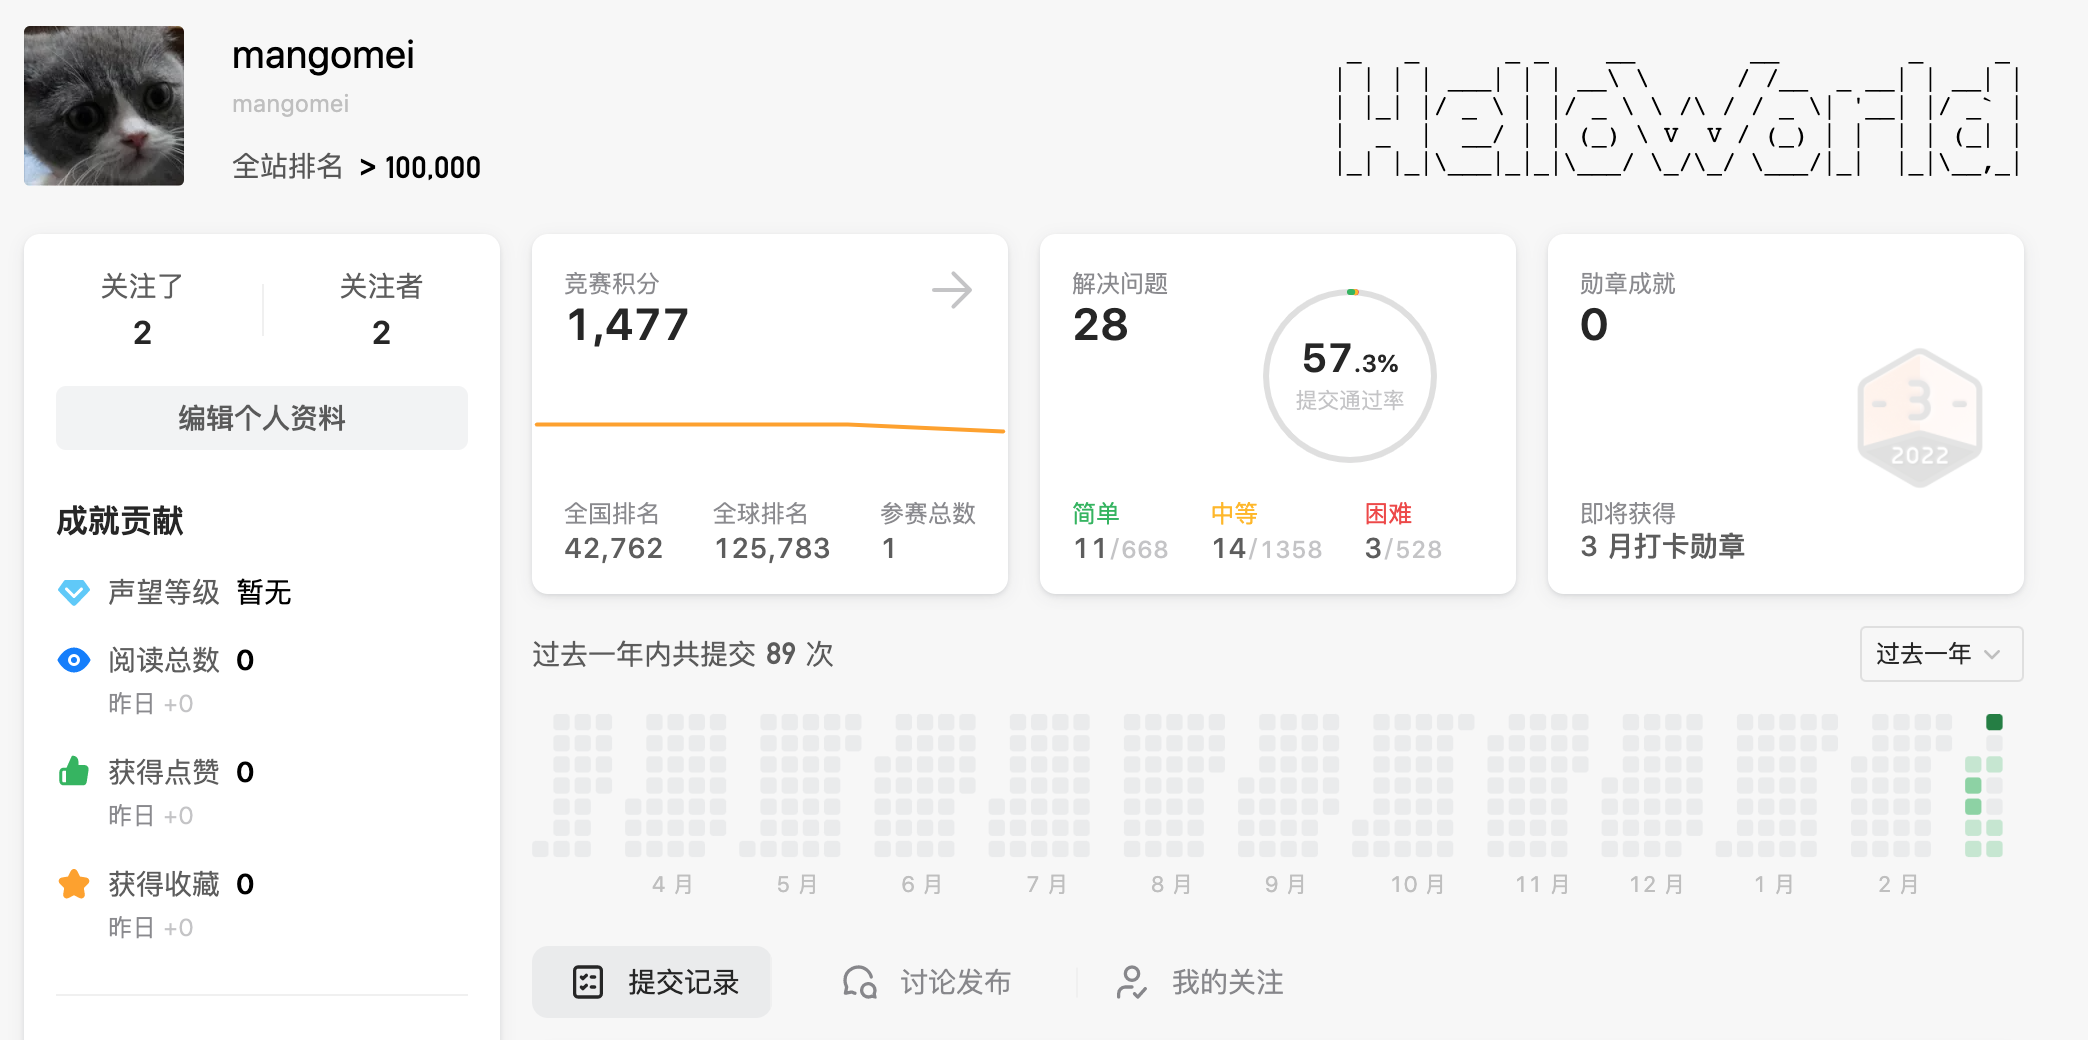 mangomei
mangomei
全站排名 > 100,000
HelloWorld
关注了
2
关注者
2
编辑个人资料
成就贡献
声望等级 暂无
阅读总数 0
昨日 +0
获得点赞 0
昨日 +0
获得收藏 0
昨日 +0
竞赛积分
1,477
全国排名
42,762
全球排名
125,783
参赛总数
1
解决问题
28
57.3%
提交通过率
简单
11/668
中等
14/1358
困难
3/528
勋章成就
0
3
2022
即将获得
3 月打卡勋章
过去一年内共提交 89 次
过去一年
4 月 5 月 6 月 7 月 8 月 9 月 10 月 11 月 12 月 1 月 2 月
提交记录
讨论发布
我的关注